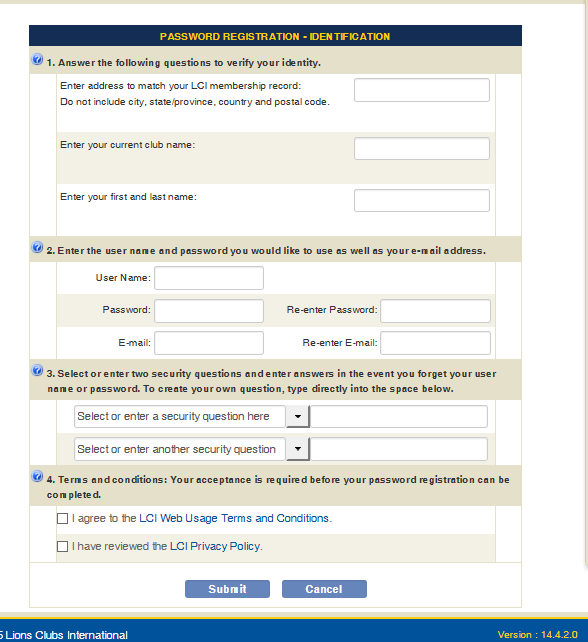 PASSWORD REGISTRATION - IDENTIFICATION
1. Answer the following questions to verify your identity.
Enter address to match your LCI membership record:
Do not include city, state/province, country and postal code.
Enter your current club name:
Enter your first and last name:
2. Enter the user name and password you would like to use as well as your e-mail address.
User Name:
Password:
Re-enter Password:
E-mail:
Re-enter E-mail:
3. Select or enter two security questions and enter answers in the event you forget your user
name or password. To create your own question, type directly into the space below.
Select or enter a security question here
Select or enter another security question
4. Terms and conditions: Your acceptance is required before your password registration can be
completed.
I agree to the LCI Web Usage Terms and Conditions.
I have reviewed the LCI Privacy Policy.
Submit
Cancel
Lions Clubs International
Version : 14.4.2.0